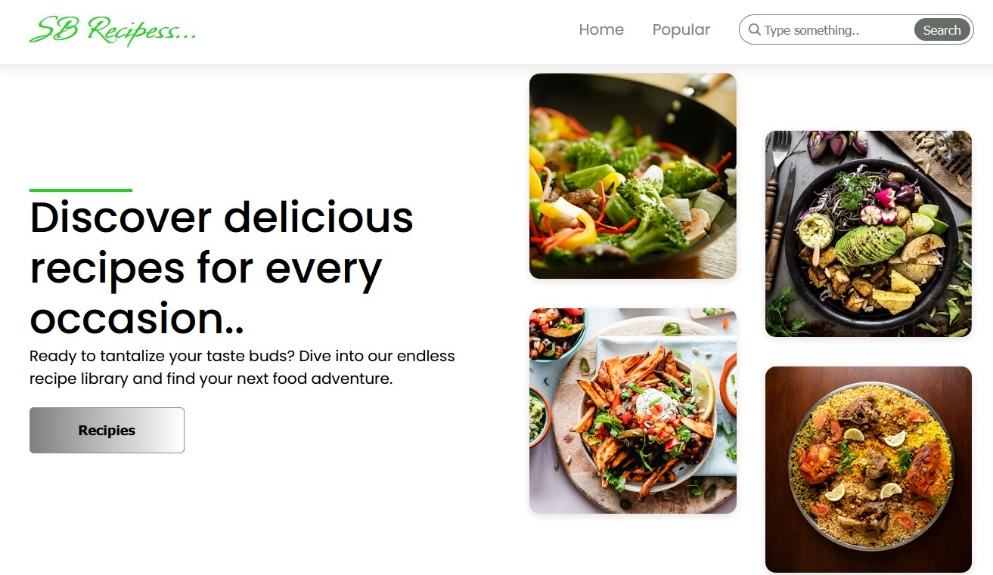 SB Recipess...
Home
Popular
Type something..
Search
Discover delicious
recipes for every
occasion..
Ready to tantalize your taste buds? Dive into our endless
recipe library and find your next food adventure.
Recipies